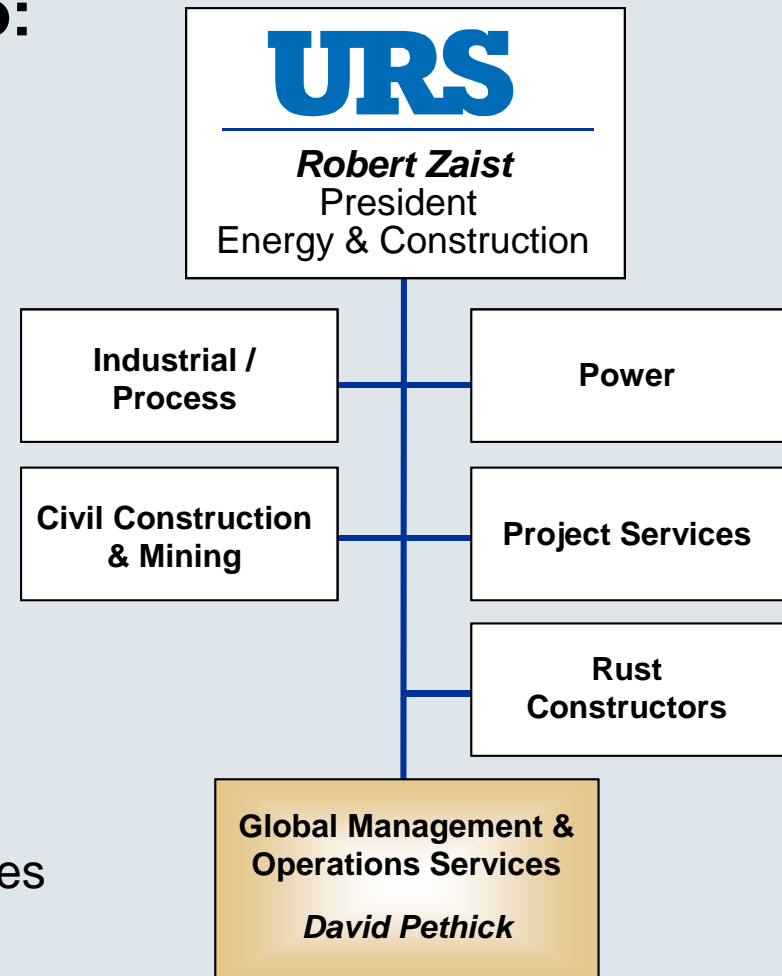 :
URS
Robert Zaist
President
Energy & Construction
Industrial /
Process
Power
Civil Construction
& Mining
Project Services
Rust
Constructors
Global Management &
Operations Services
David Pethick
es